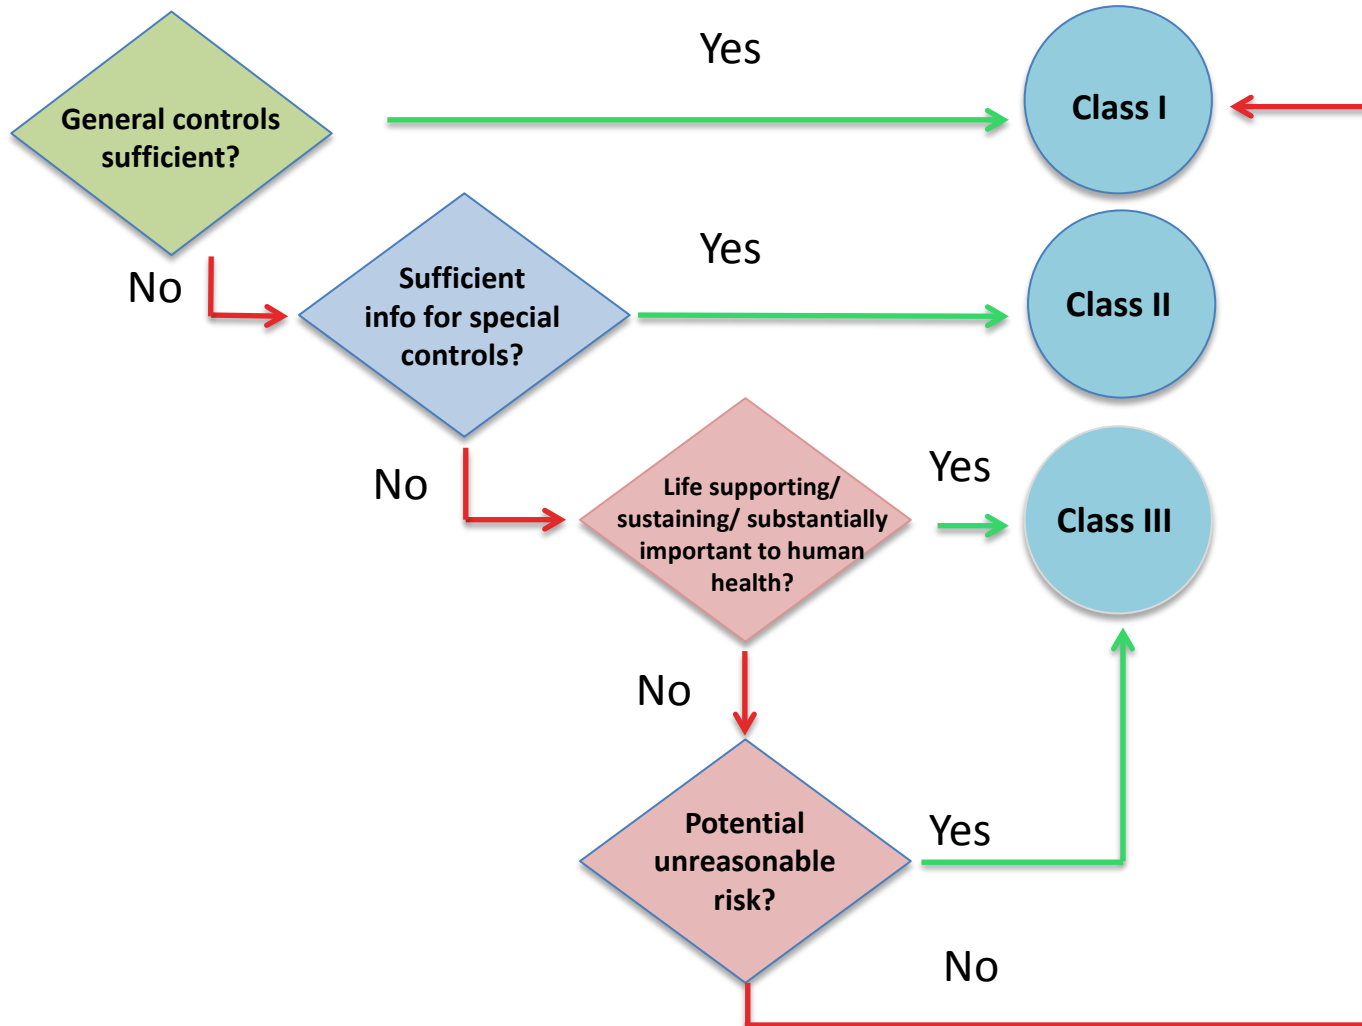 Yes
General controls
sufficient?
Class I
No
Yes
Sufficient
info for special
controls?
Class II
No
Yes
Life supporting/
sustaining/ substantially
important to human
health?
Class III
No
Potential
unreasonable
risk?
Yes
No